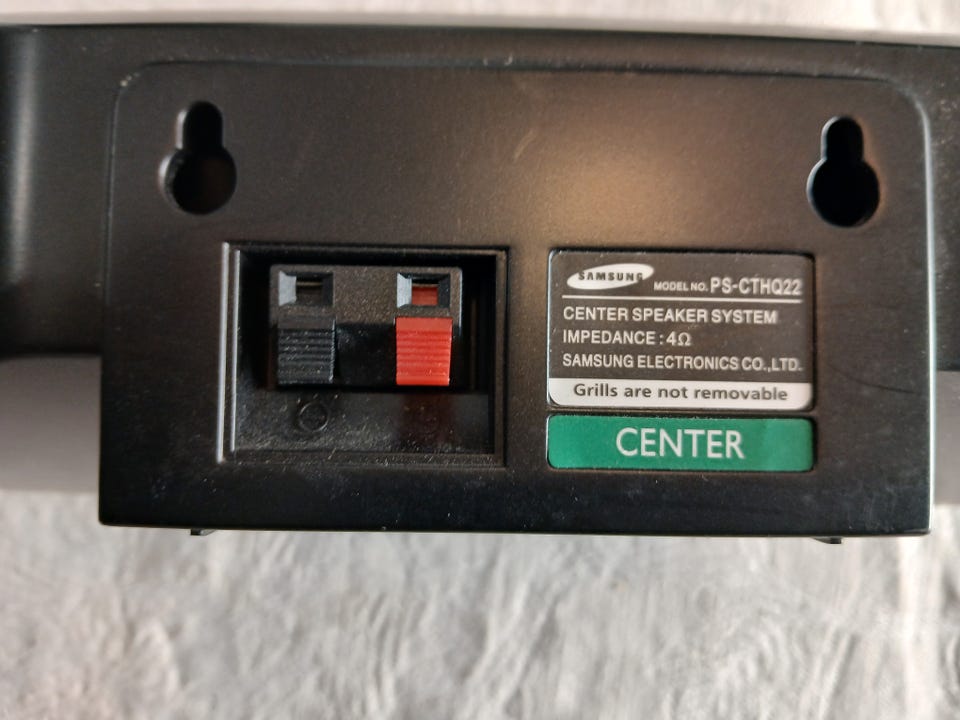 SAMSUNG MODEL NO. PS-CTHQ22
CENTER SPEAKER SYSTEM
IMPEDANCE : 4Ω
SAMSUNG ELECTRONICS CO., LTD.
Grills are not removable
CENTER